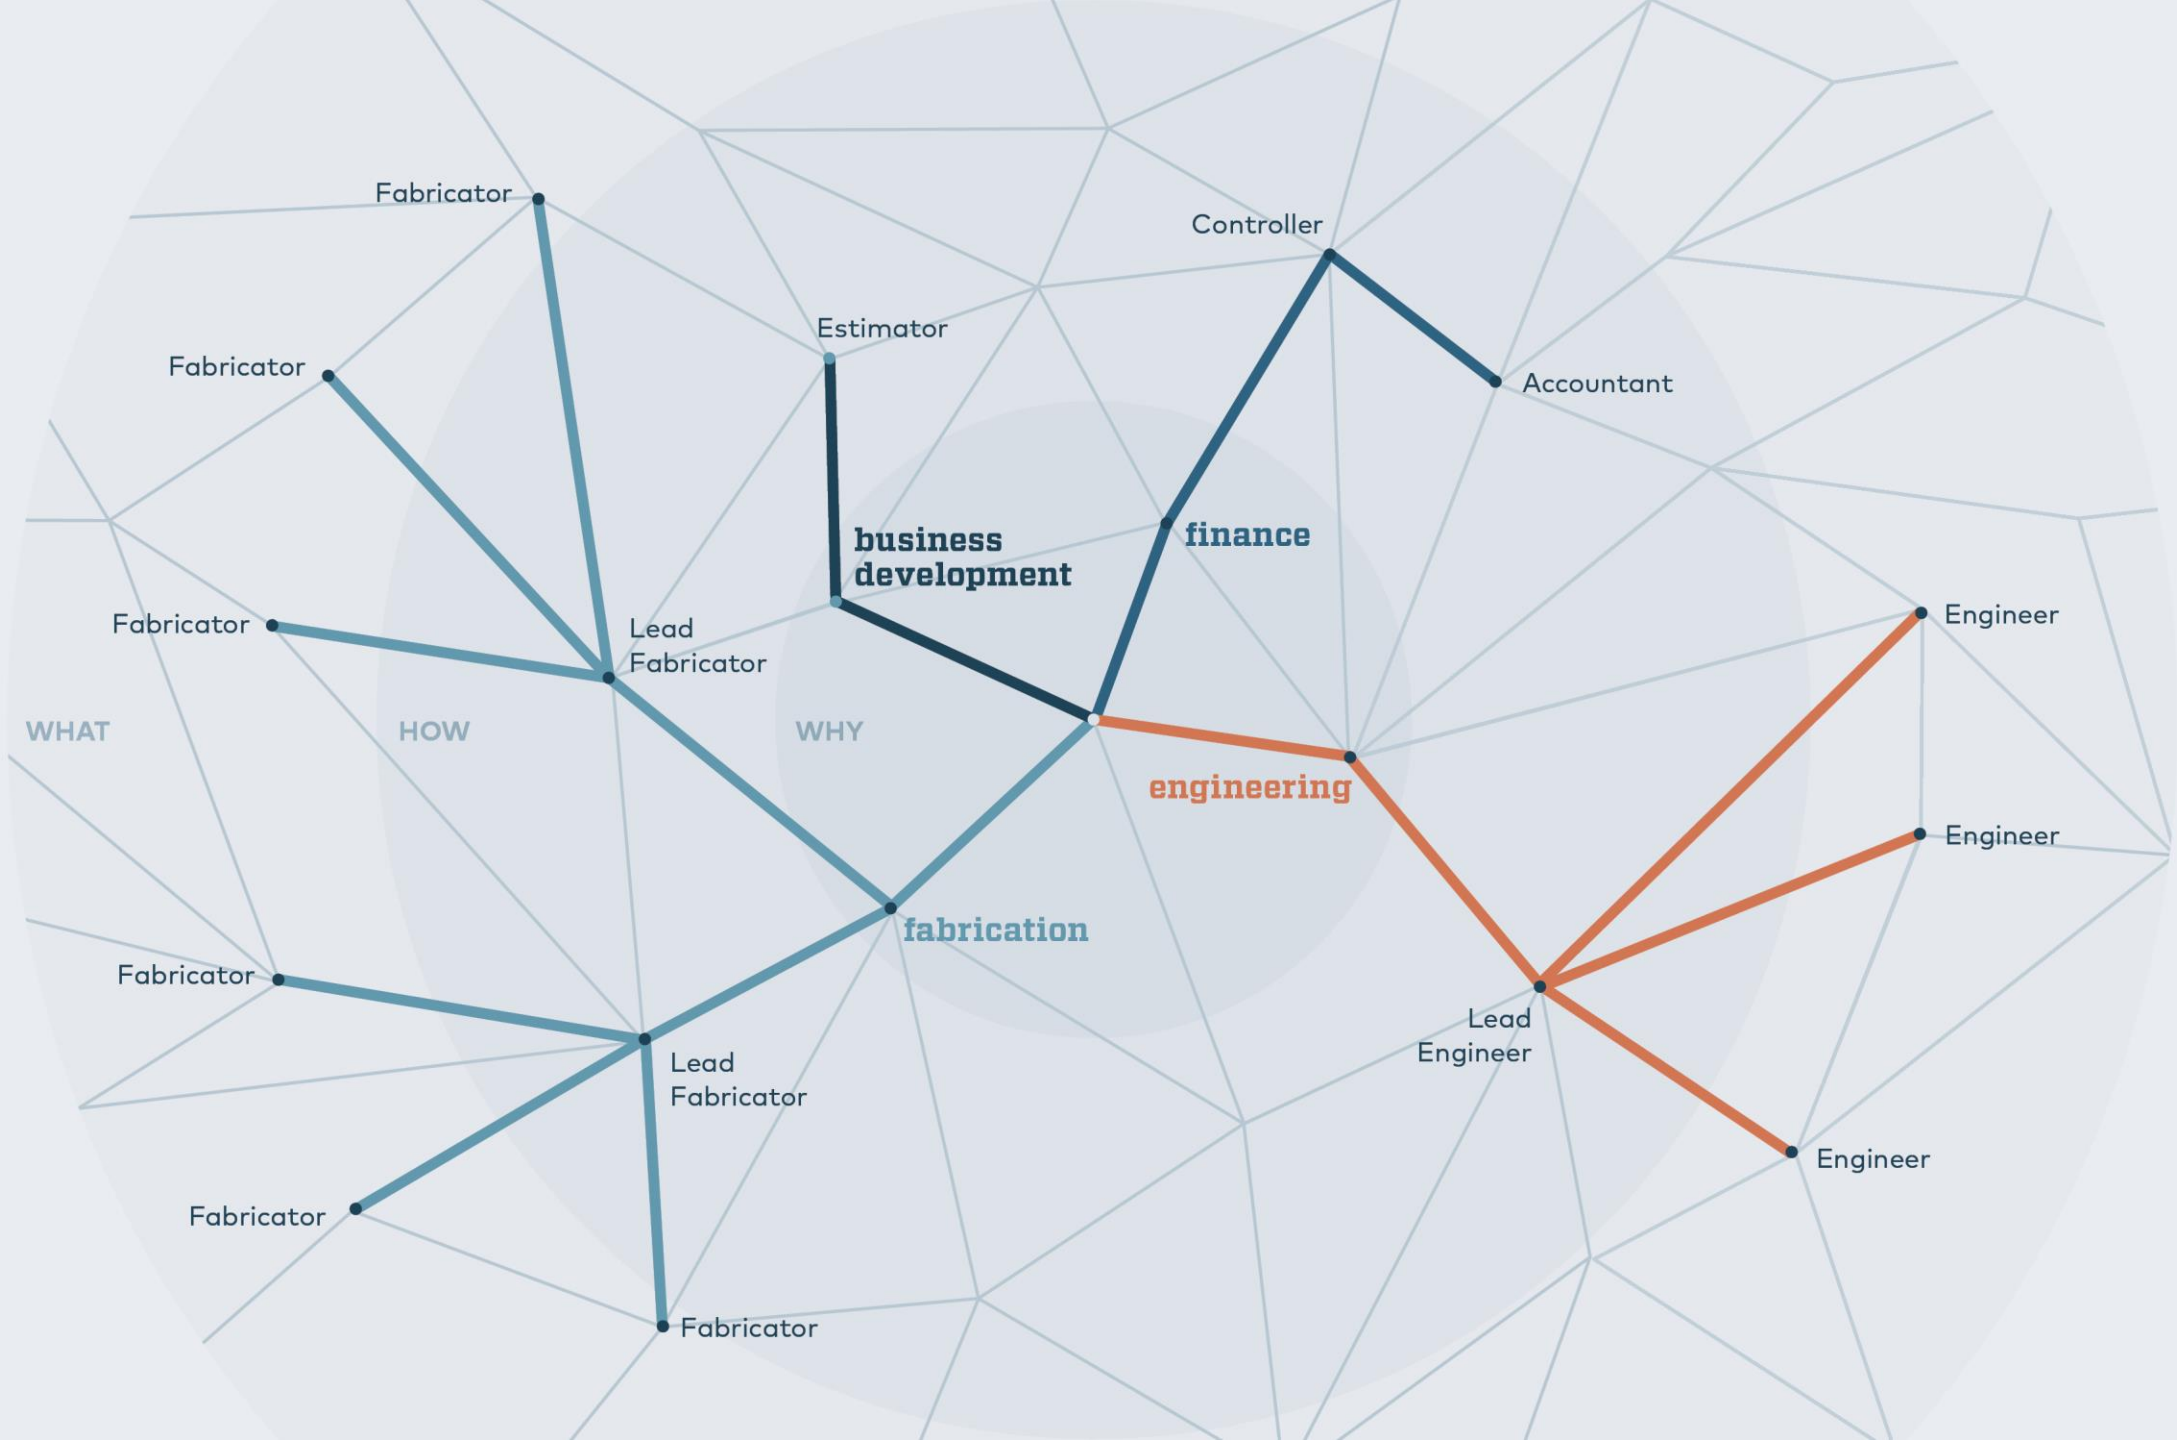 Fabricator
Controller
Estimator
Fabricator
Accountant
business
development
finance
Fabricator
Lead
Fabricator
Engineer
WHAT
HOW
WHY
engineering
Engineer
fabrication
Fabricator
Lead
Engineer
Lead
Fabricator
Engineer
Fabricator
Fabricator